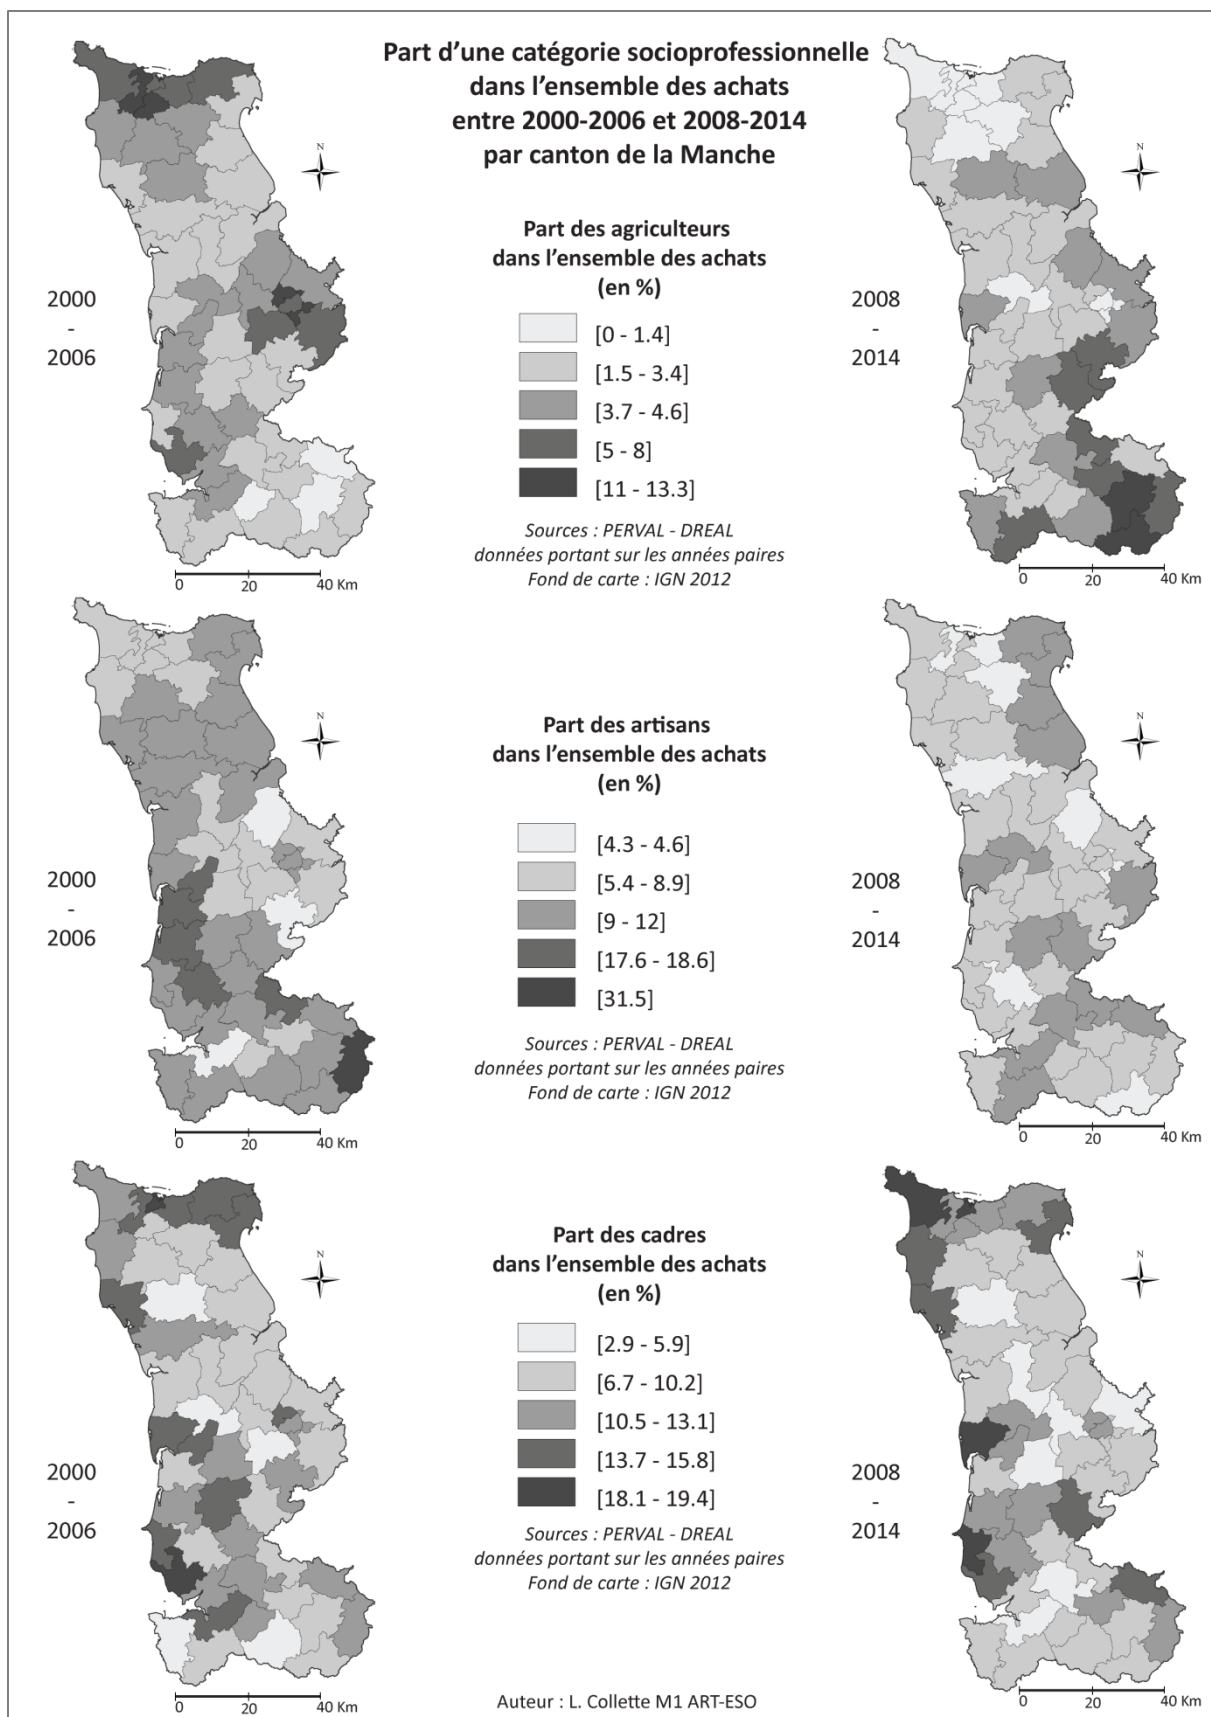 Part d'une catégorie socioprofessionnelle
dans l'ensemble des achats
entre 2000-2006 et 2008-2014
par canton de la Manche
N
N
Part des agriculteurs
dans l'ensemble des achats
(en %)
2000
-
2006
2008
-
2014
[0 - 1.4]
[1.5 - 3.4]
[3.7 - 4.6]
[5 - 8]
[11 - 13.3]
Sources : PERVAL - DREAL
données portant sur les années paires
Fond de carte : IGN 2012
0 20 40 Km
0 20 40 Km
N
N
Part des artisans
dans l'ensemble des achats
(en %)
2000
-
2006
2008
-
2014
[4.3 - 4.6]
[5.4 - 8.9]
[9 - 12]
[17.6 - 18.6]
[31.5]
Sources : PERVAL - DREAL
données portant sur les années paires
Fond de carte : IGN 2012
0 20 40 Km
0 20 40 Km
N
N
Part des cadres
dans l'ensemble des achats
(en %)
2000
-
2006
2008
-
2014
[2.9 - 5.9]
[6.7 - 10.2]
[10.5 - 13.1]
[13.7 - 15.8]
[18.1 - 19.4]
Sources : PERVAL - DREAL
données portant sur les années paires
Fond de carte : IGN 2012
0 20 40 Km
0 20 40 Km
Auteur : L. Collette M1 ART-ESO